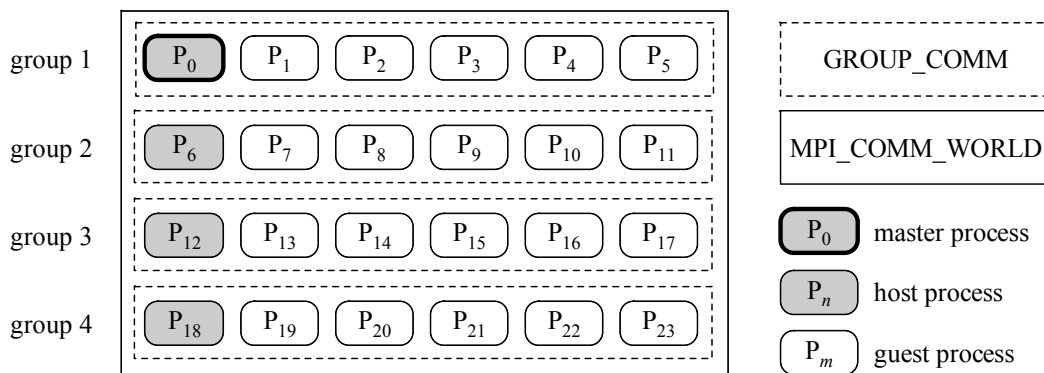 group 1 P₀ P₁ P₂ P₃ P₄ P₅ GROUP_COMM
group 2 P₆ P₇ P₈ P₉ P₁₀ P₁₁ MPI_COMM_WORLD
group 3 P₁₂ P₁₃ P₁₄ P₁₅ P₁₆ P₁₇
P₀ master process
Pₙ host process
group 4 P₁₈ P₁₉ P₂₀ P₂₁ P₂₂ P₂₃
Pₘ guest process